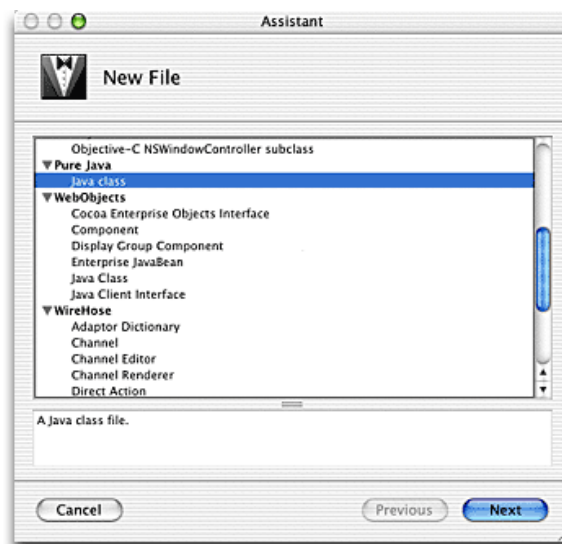 Assistant
New File
Objective-C NSWindowController subclass
Pure Java
Java class
WebObjects
Cocoa Enterprise Objects Interface
Component
Display Group Component
Enterprise JavaBean
Java Class
Java Client Interface
WireHose
Adaptor Dictionary
Channel
Channel Editor
Channel Renderer
Direct Action
A Java class file.
Cancel
Previous
Next